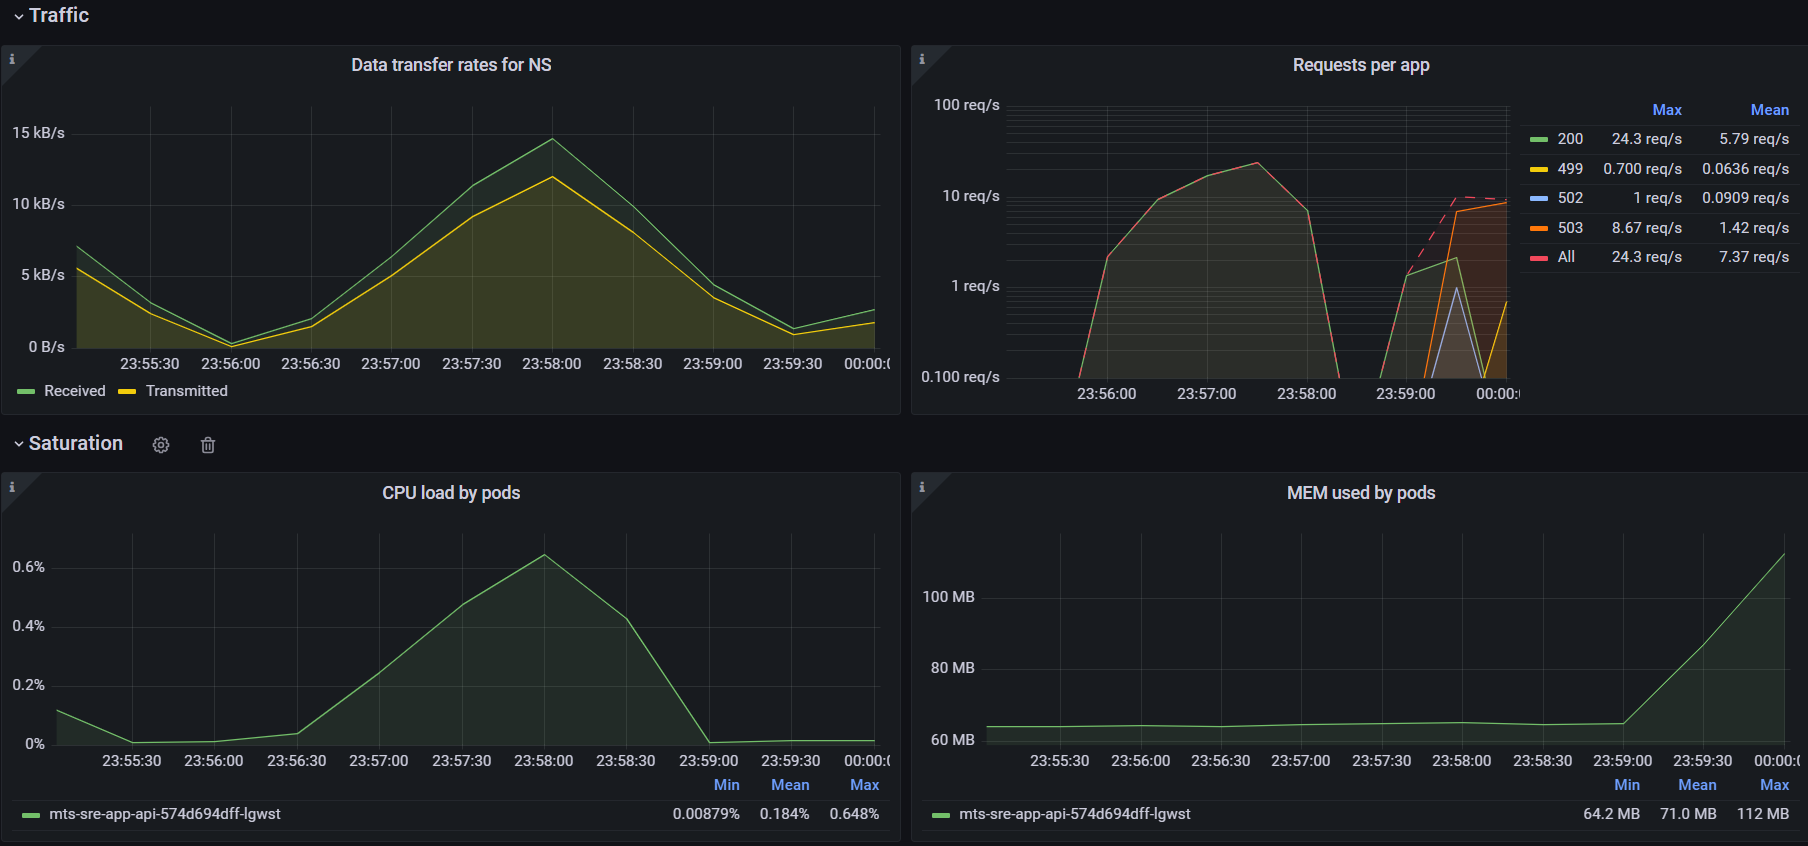 Traffic
Data transfer rates for NS
15 kB/s
10 kB/s
5 kB/s
0 B/s
23:55:30 23:56:00 23:56:30 23:57:00 23:57:30 23:58:00 23:58:30 23:59:00 23:59:30 00:00:
Received Transmitted
Requests per app
100 req/s
10 req/s
1 req/s
0.100 req/s
23:56:00 23:57:00 23:58:00 23:59:00 00:00:
Max Mean
200 24.3 req/s 5.79 req/s
499 0.700 req/s 0.0636 req/s
502 1 req/s 0.0909 req/s
503 8.67 req/s 1.42 req/s
All 24.3 req/s 7.37 req/s
Saturation
CPU load by pods
0.6%
0.4%
0.2%
0%
23:55:30 23:56:00 23:56:30 23:57:00 23:57:30 23:58:00 23:58:30 23:59:00 23:59:30 00:00:
Min Mean Max
mts-sre-app-api-574d694dff-lgwst 0.00879% 0.184% 0.648%
MEM used by pods
100 MB
80 MB
60 MB
23:55:30 23:56:00 23:56:30 23:57:00 23:57:30 23:58:00 23:58:30 23:59:00 23:59:30 00:00:
Min Mean Max
mts-sre-app-api-574d694dff-lgwst 64.2 MB 71.0 MB 112 MB